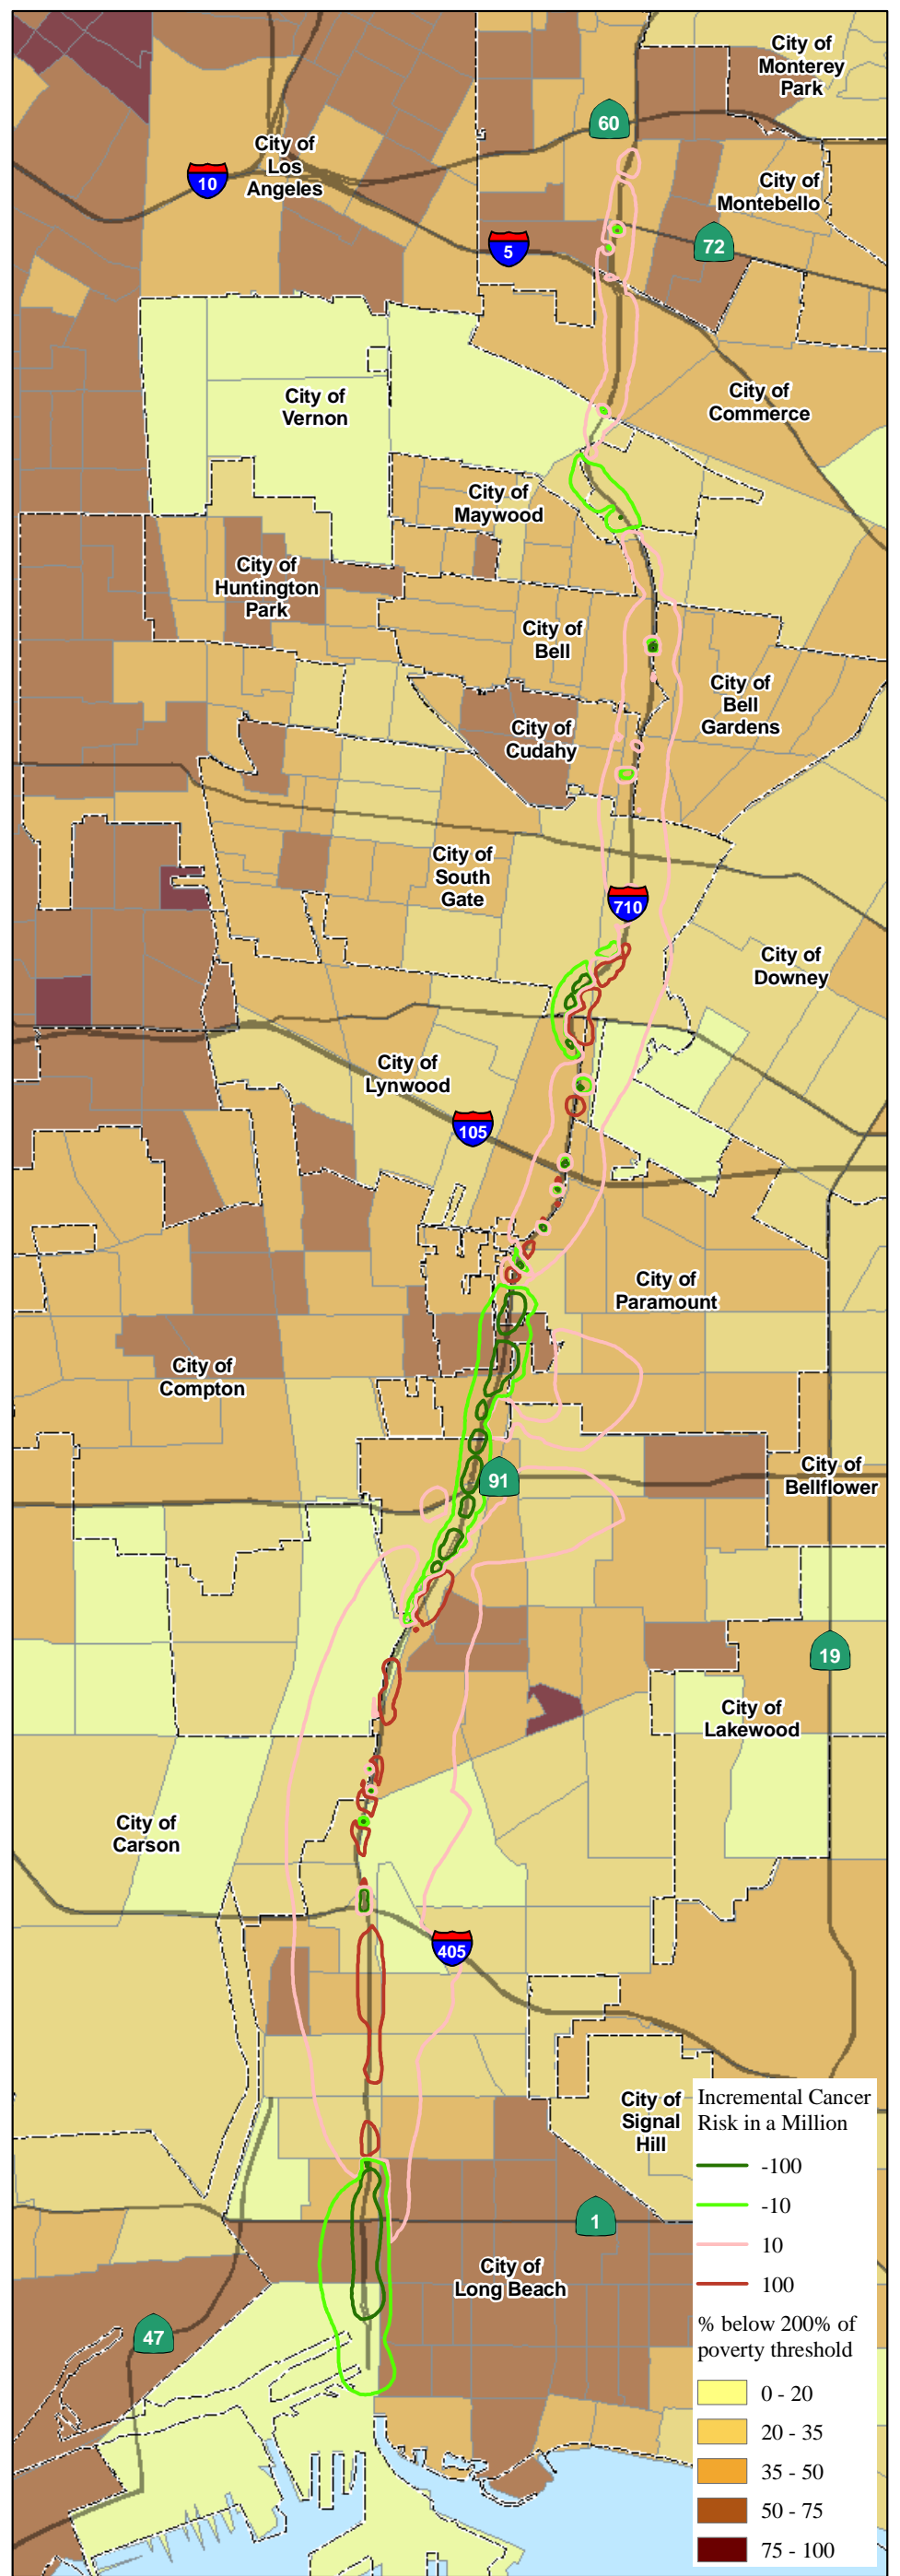 City of
Monterey
Park
60
City of
Los
Angeles
10
City of
Montebello
5
72
City of
Vernon
City of
Commerce
City of
Maywood
City of
Huntington
Park
City of
Bell
City of
Bell
Gardens
City of
Cudahy
City of
South
Gate
710
City of
Downey
City of
Lynwood
105
City of
Paramount
City of
Compton
91
City of
Bellflower
19
City of
Lakewood
City of
Carson
405
City of
Signal
Hill
1
City of
Long Beach
47
Incremental Cancer
Risk in a Million
-100
-10
10
100
% below 200% of
poverty threshold
0 - 20
20 - 35
35 - 50
50 - 75
75 - 100